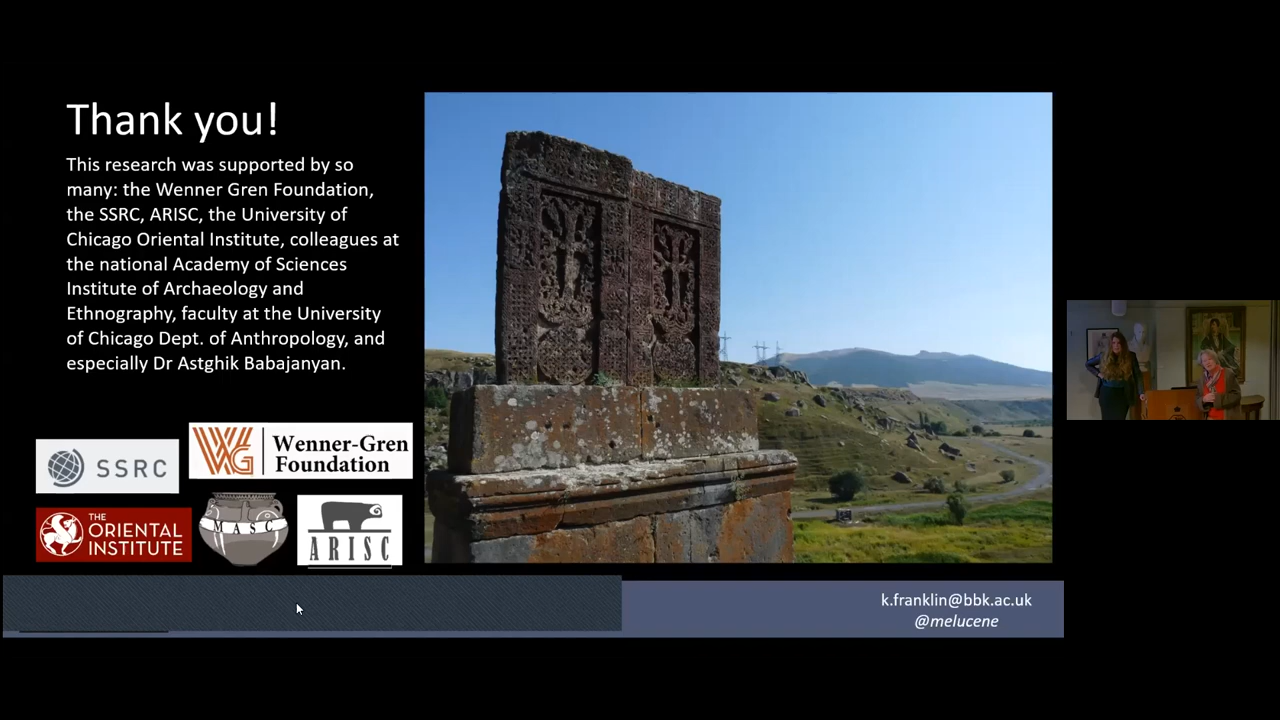 Thank you!
This research was supported by so
many: the Wenner Gren Foundation,
the SSRC, ARISC, the University of
Chicago Oriental Institute, colleagues at
the national Academy of Sciences
Institute of Archaeology and
Ethnography, faculty at the University
of Chicago Dept. of Anthropology, and
especially Dr Astghik Babajanyan.
SSRC
WG
Wenner-Gren
Foundation
THE
ORIENTAL
INSTITUTE
MASC
ARISC
k.franklin@bbk.ac.uk
@melucene